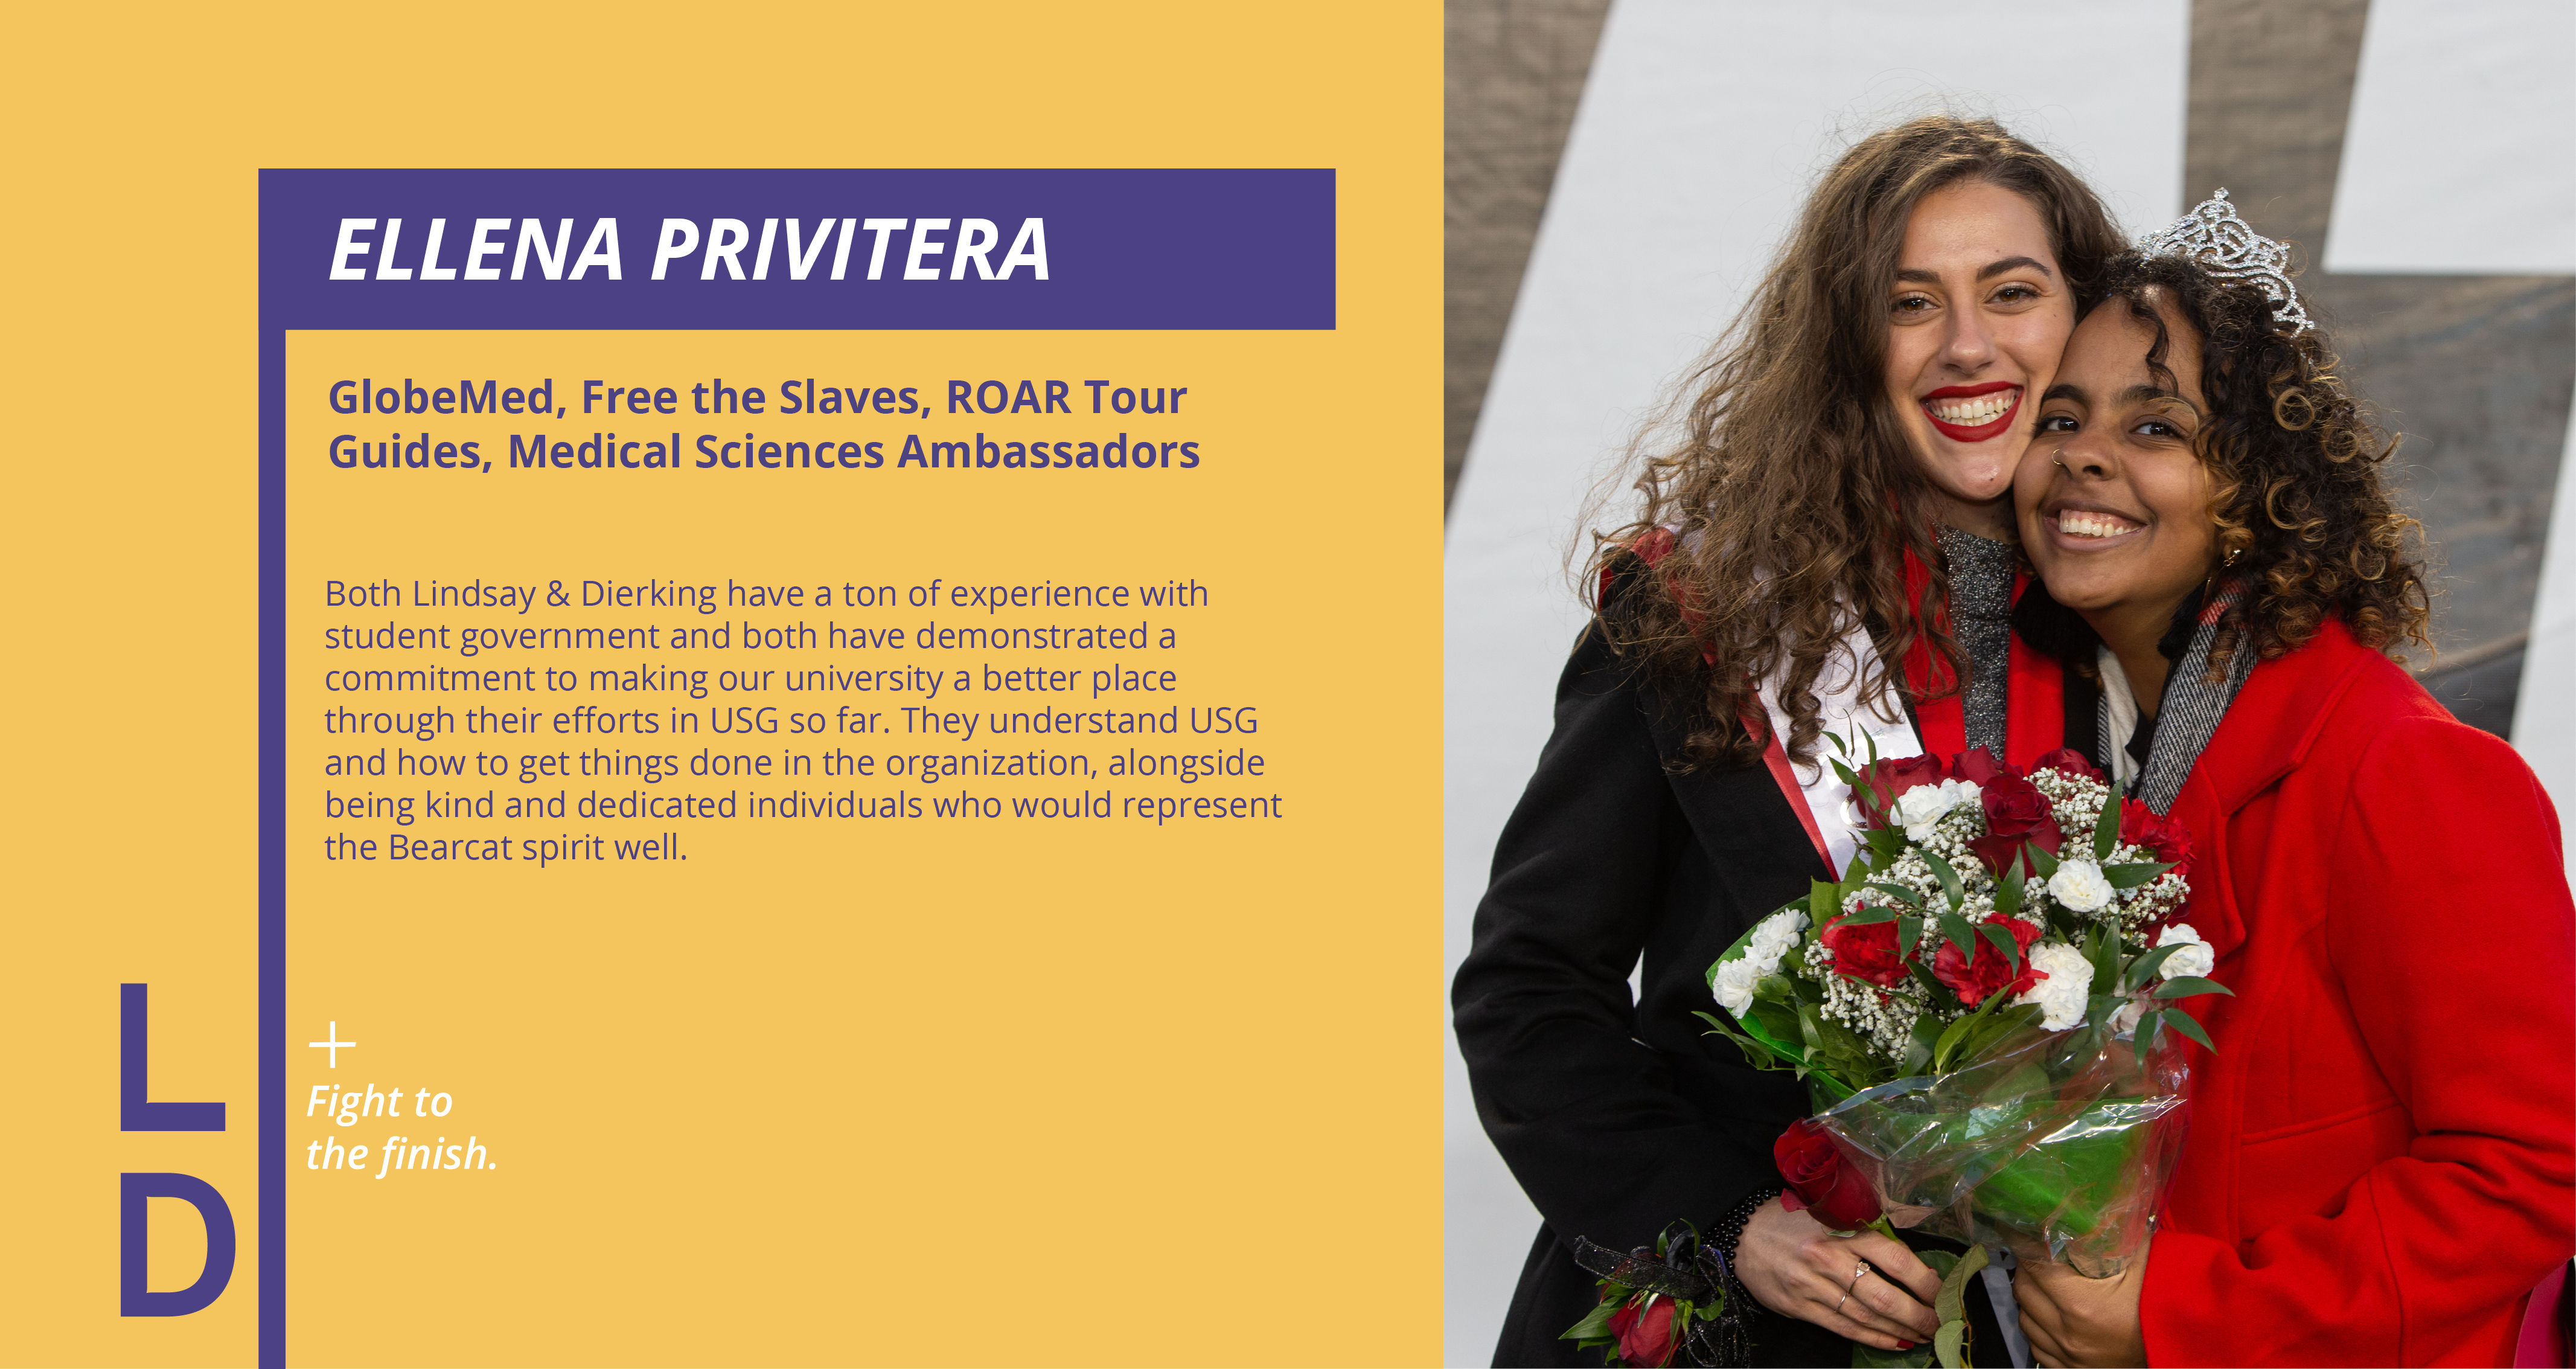 ELLENA PRIVITERA
GlobeMed, Free the Slaves, ROAR Tour
Guides, Medical Sciences Ambassadors
Both Lindsay & Dierking have a ton of experience with
student government and both have demonstrated a
commitment to making our university a better place
through their efforts in USG so far. They understand USG
and how to get things done in the organization, alongside
being kind and dedicated individuals who would represent
the Bearcat spirit well.
L
D
+
Fight to
the finish.